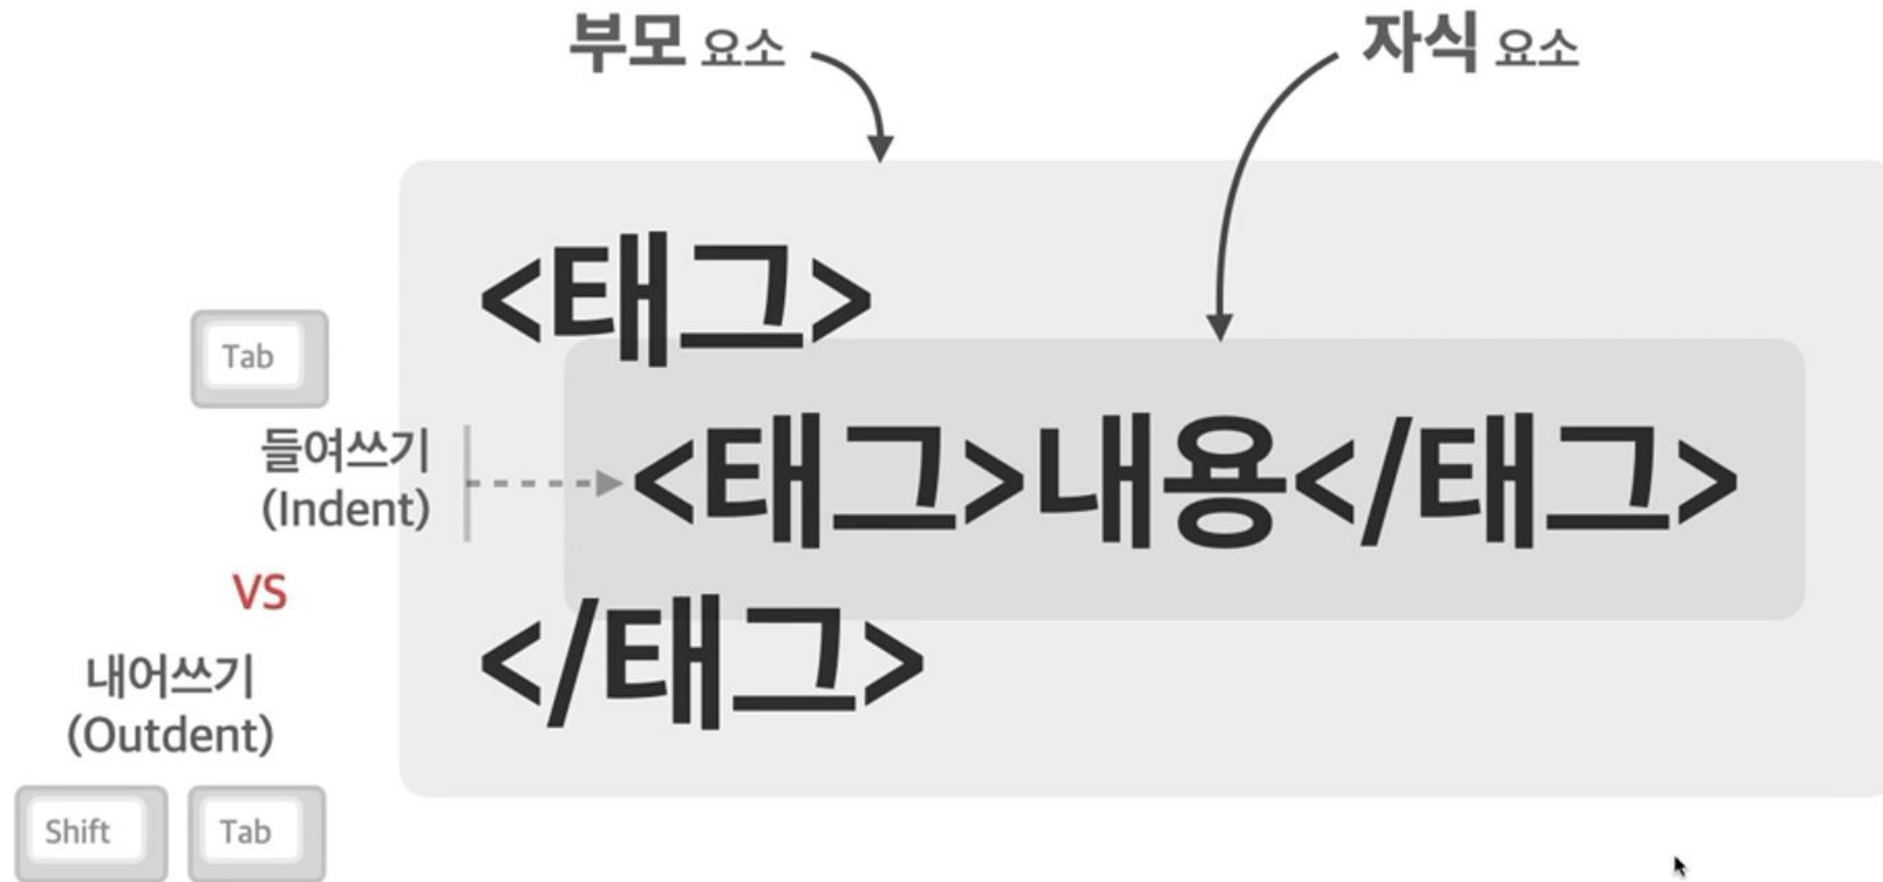 부모 요소
자식 요소
<태그>
<태그>내용</태그>
</태그>
Tab
들여쓰기
(Indent)
VS
내어쓰기
(Outdent)
Shift Tab